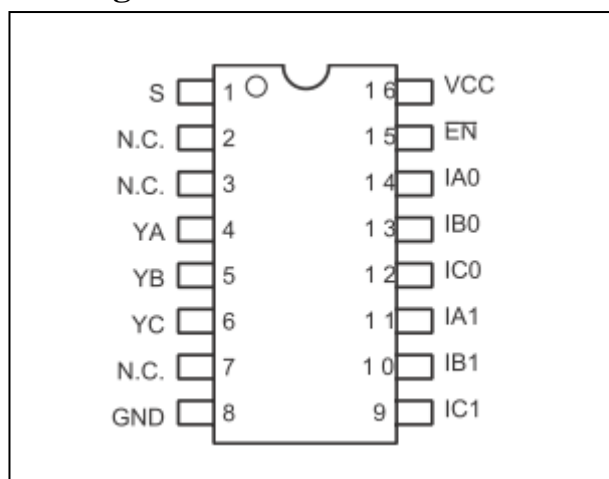 S 1 16 VCC
N.C. 2 15 EN
N.C. 3 14 IA0
YA 4 13 IB0
YB 5 12 IC0
YC 6 11 IA1
N.C. 7 10 IB1
GND 8 9 IC1